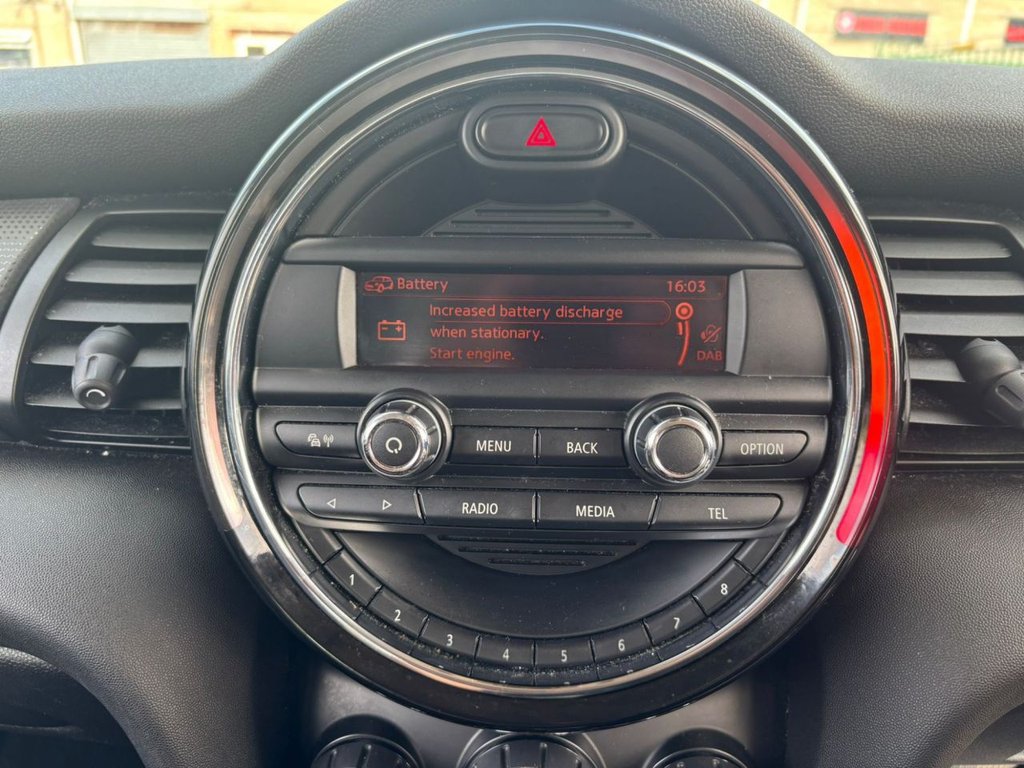 Battery 16:03
Increased battery discharge
when stationary.
Start engine.
DAB
MENU BACK OPTION
RADIO MEDIA TEL
1 2 3 4 5 6 7 8